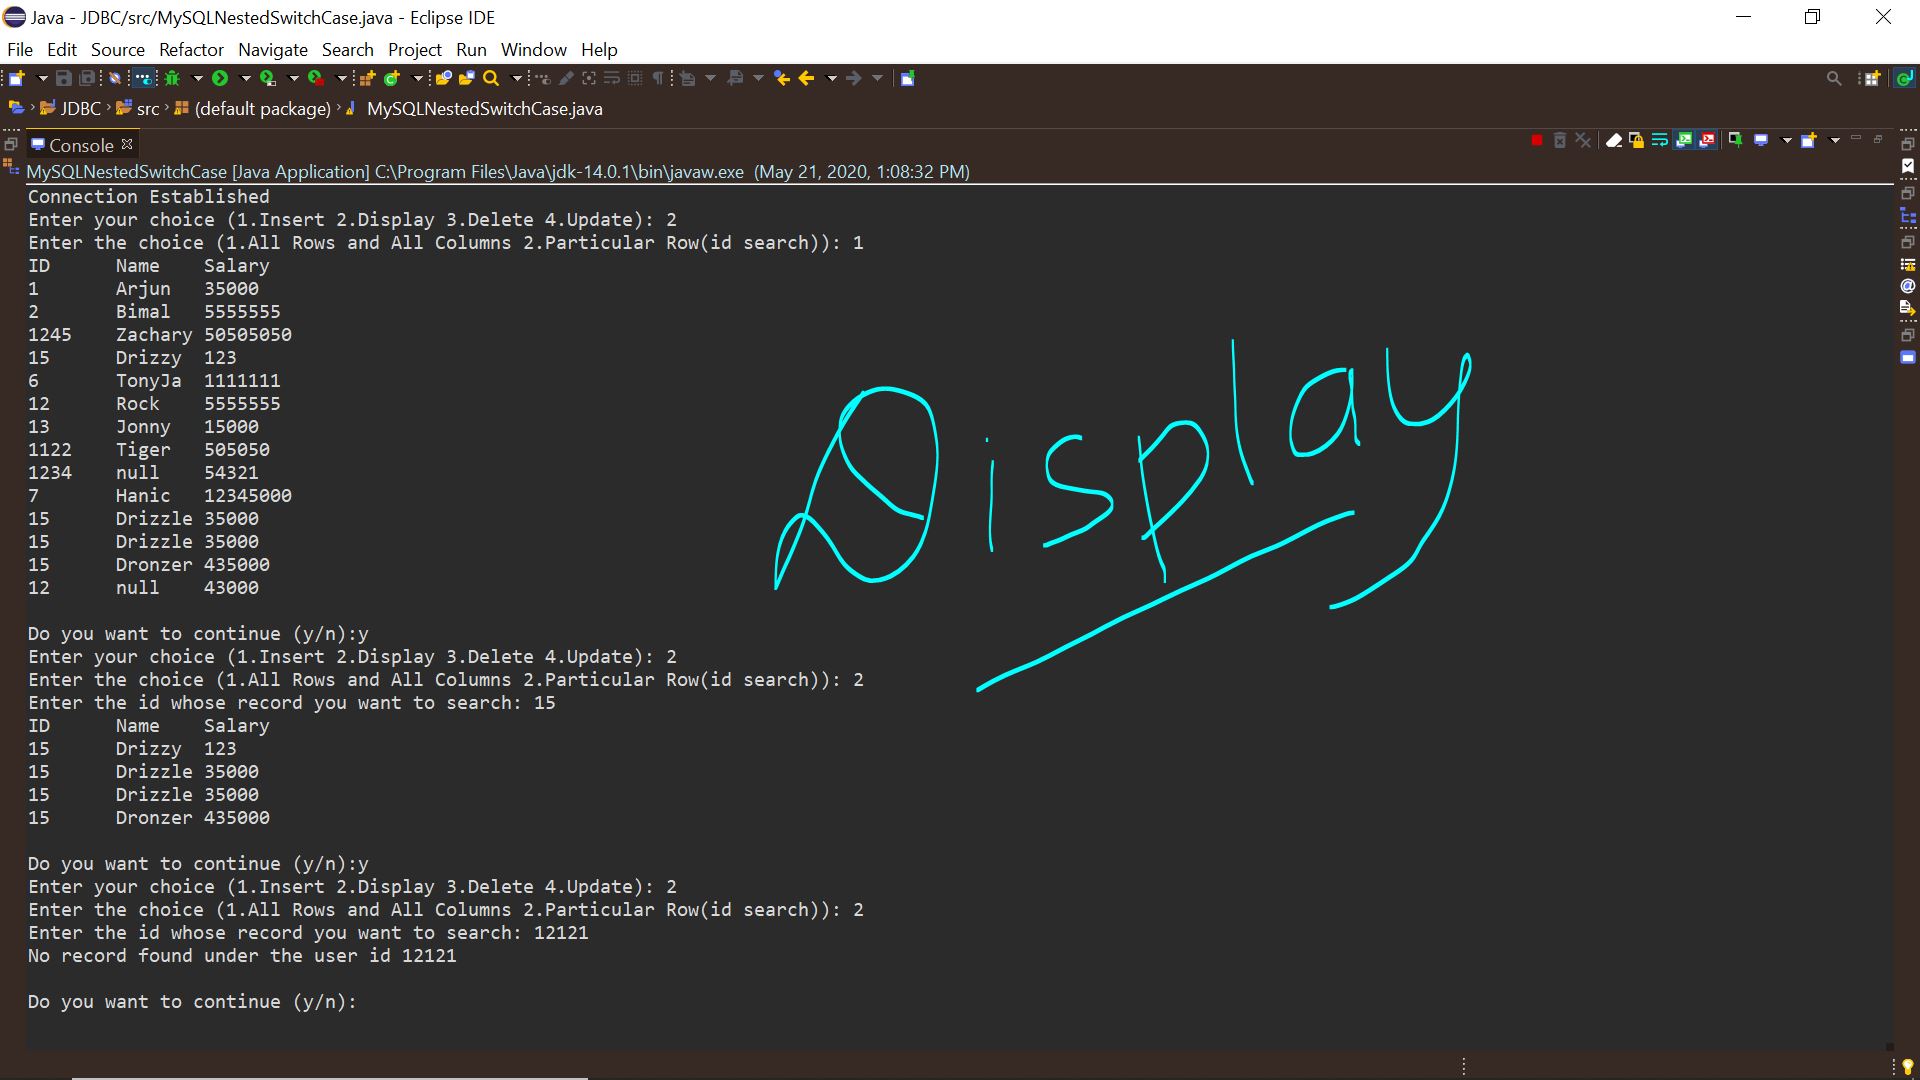 Java - JDBC/src/MySQLNestedSwitchCase.java - Eclipse IDE
File Edit Source Refactor Navigate Search Project Run Window Help
JDBC src (default package) MySQLNestedSwitchCase.java
Console
MySQLNestedSwitchCase [Java Application] C:\Program Files\Java\jdk-14.0.1\bin\javaw.exe (May 21, 2020, 1:08:32 PM)
Connection Established
Enter your choice (1.Insert 2.Display 3.Delete 4.Update): 2
Enter the choice (1.All Rows and All Columns 2.Particular Row(id search)): 1
ID Name Salary
1 Arjun 35000
2 Bimal 5555555
1245 Zachary 50505050
15 Drizzy 123
6 TonyJa 1111111
12 Rock 5555555
13 Jonny 15000
1122 Tiger 505050
1234 null 54321
7 Hanic 12345000
15 Drizzle 35000
15 Drizzle 35000
15 Dronzer 435000
12 null 43000
Display
Do you want to continue (y/n):y
Enter your choice (1.Insert 2.Display 3.Delete 4.Update): 2
Enter the choice (1.All Rows and All Columns 2.Particular Row(id search)): 2
Enter the id whose record you want to search: 15
ID Name Salary
15 Drizzy 123
15 Drizzle 35000
15 Drizzle 35000
15 Dronzer 435000
Do you want to continue (y/n):y
Enter your choice (1.Insert 2.Display 3.Delete 4.Update): 2
Enter the choice (1.All Rows and All Columns 2.Particular Row(id search)): 2
Enter the id whose record you want to search: 12121
No record found under the user id 12121
Do you want to continue (y/n):